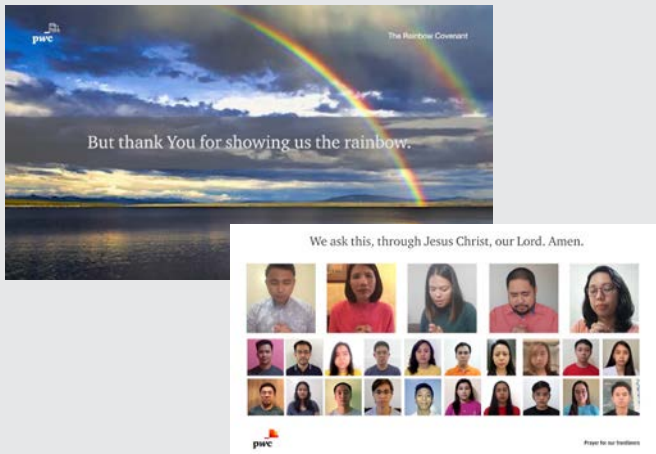 pwc
The Rainbow Covenant
But thank You for showing us the rainbow.
We ask this, through Jesus Christ, our Lord. Amen.
pwc
Prayer for our frontliners